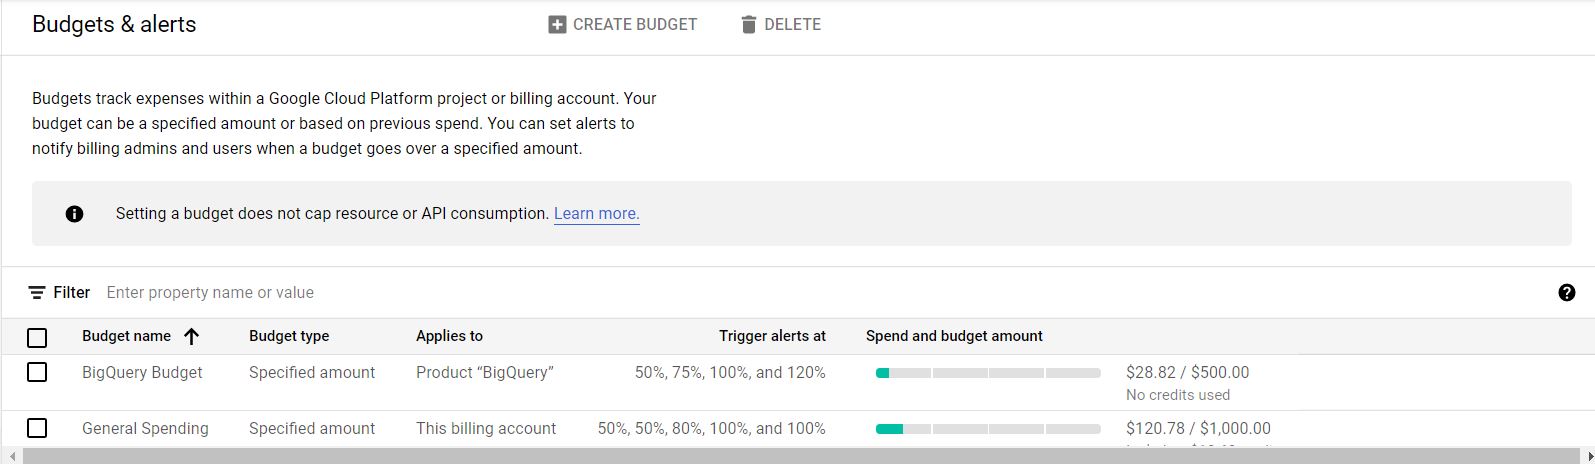 Budgets & alerts
CREATE BUDGET
DELETE
Budgets track expenses within a Google Cloud Platform project or billing account. Your
budget can be a specified amount or based on previous spend. You can set alerts to
notify billing admins and users when a budget goes over a specified amount.
Setting a budget does not cap resource or API consumption. Learn more.
Filter Enter property name or value
Budget name Budget type Applies to Trigger alerts at Spend and budget amount
BigQuery Budget Specified amount Product “BigQuery” 50%, 75%, 100%, and 120% $28.82 / $500.00
No credits used
General Spending Specified amount This billing account 50%, 50%, 80%, 100%, and 100% $120.78 / $1,000.00